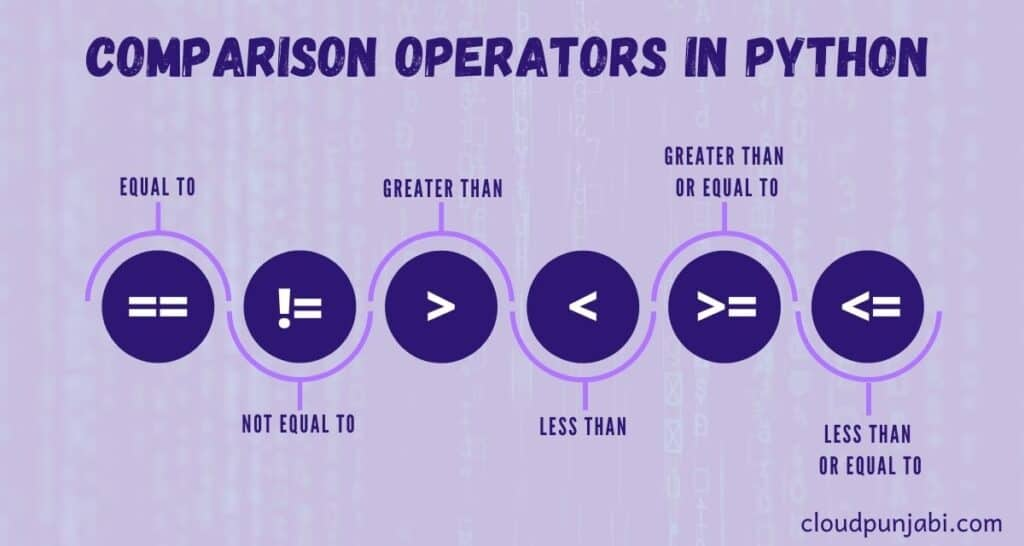 COMPARISON OPERATORS IN PYTHON
EQUAL TO
GREATER THAN
GREATER THAN
OR EQUAL TO
==
!=
>
<
>=
<=
NOT EQUAL TO
LESS THAN
LESS THAN
OR EQUAL TO
cloudpunjabi.com